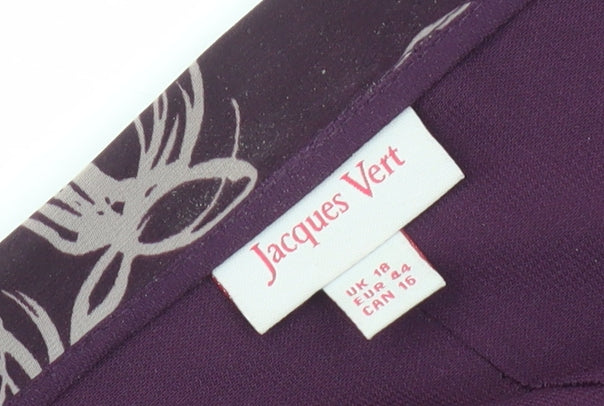 Jacques Vert
UK 18
EUR 44
CAN 16